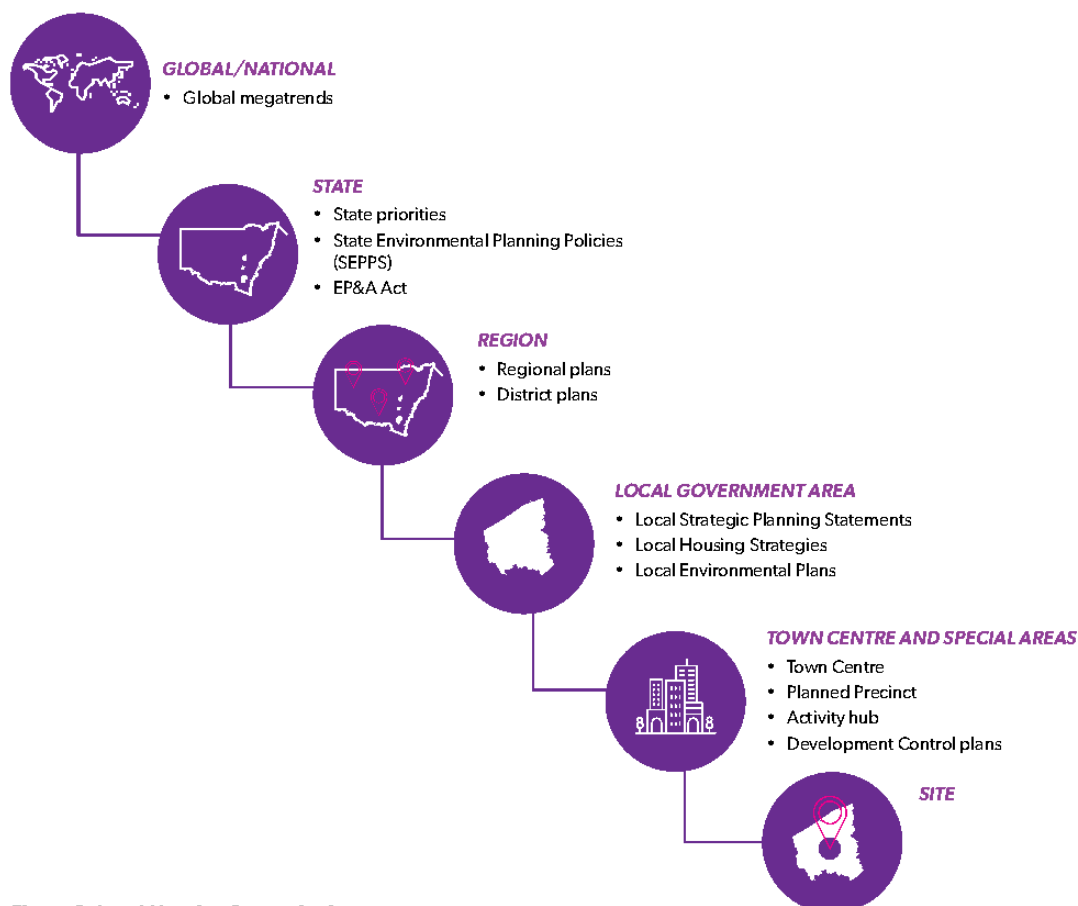 GLOBAL/NATIONAL
• Global megatrends
STATE
• State priorities
• State Environmental Planning Policies
(SEPPS)
• EP&A Act
REGION
• Regional plans
• District plans
LOCAL GOVERNMENT AREA
• Local Strategic Planning Statements
• Local Housing Strategies
• Local Environmental Plans
TOWN CENTRE AND SPECIAL AREAS
• Town Centre
• Planned Precinct
• Activity hub
• Development Control plans
SITE